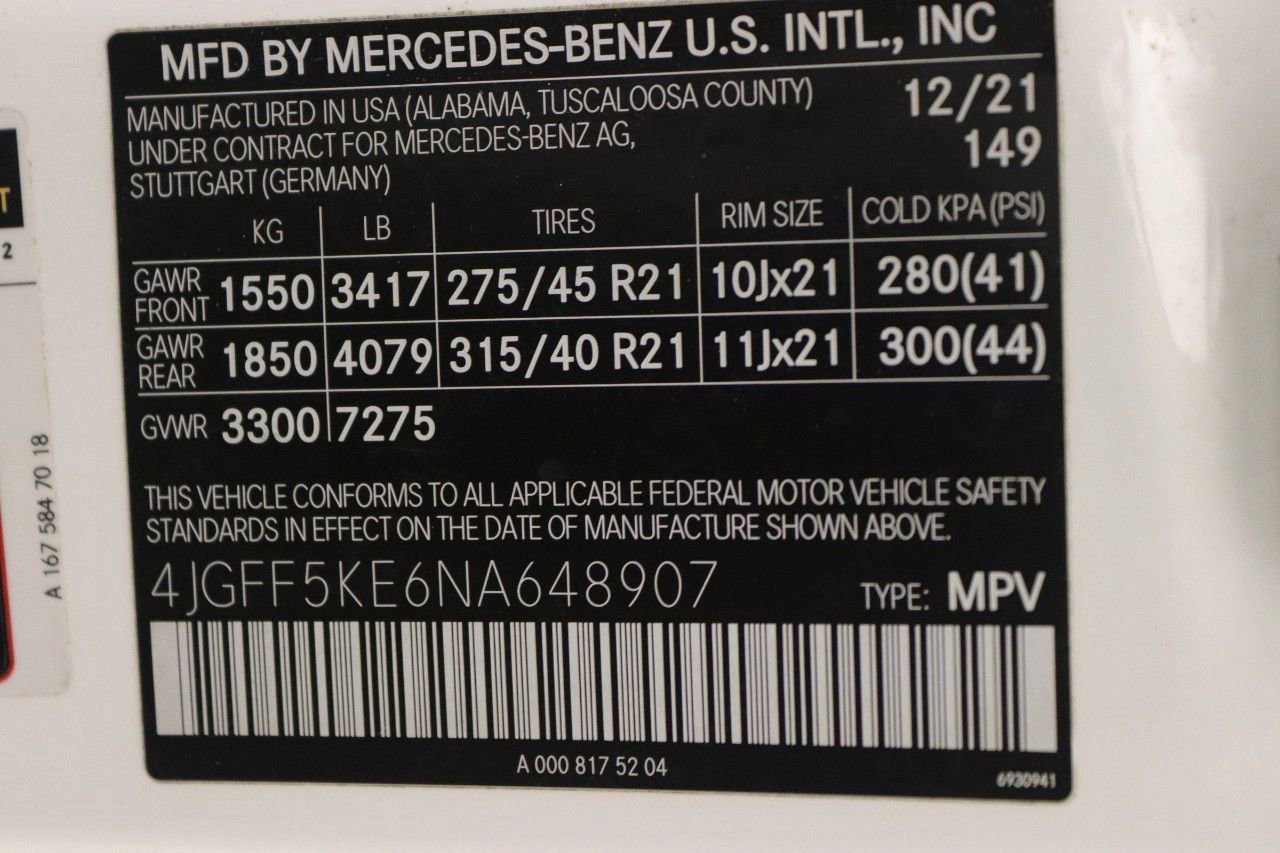 MFD BY MERCEDES-BENZ U.S. INTL., INC
MANUFACTURED IN USA (ALABAMA, TUSCALOOSA COUNTY) 12/21
UNDER CONTRACT FOR MERCEDES-BENZ AG, 149
STUTTGART (GERMANY)
KG LB TIRES RIM SIZE COLD KPA (PSI)
GAWR FRONT 1550 3417 275/45 R21 10Jx21 280(41)
GAWR REAR 1850 4079 315/40 R21 11Jx21 300(44)
GVWR 3300 7275
THIS VEHICLE CONFORMS TO ALL APPLICABLE FEDERAL MOTOR VEHICLE SAFETY
STANDARDS IN EFFECT ON THE DATE OF MANUFACTURE SHOWN ABOVE.
4JGFF5KE6NA648907 TYPE: MPV
A 000 817 52 04
6930941
A 167 584 70 18
T
2